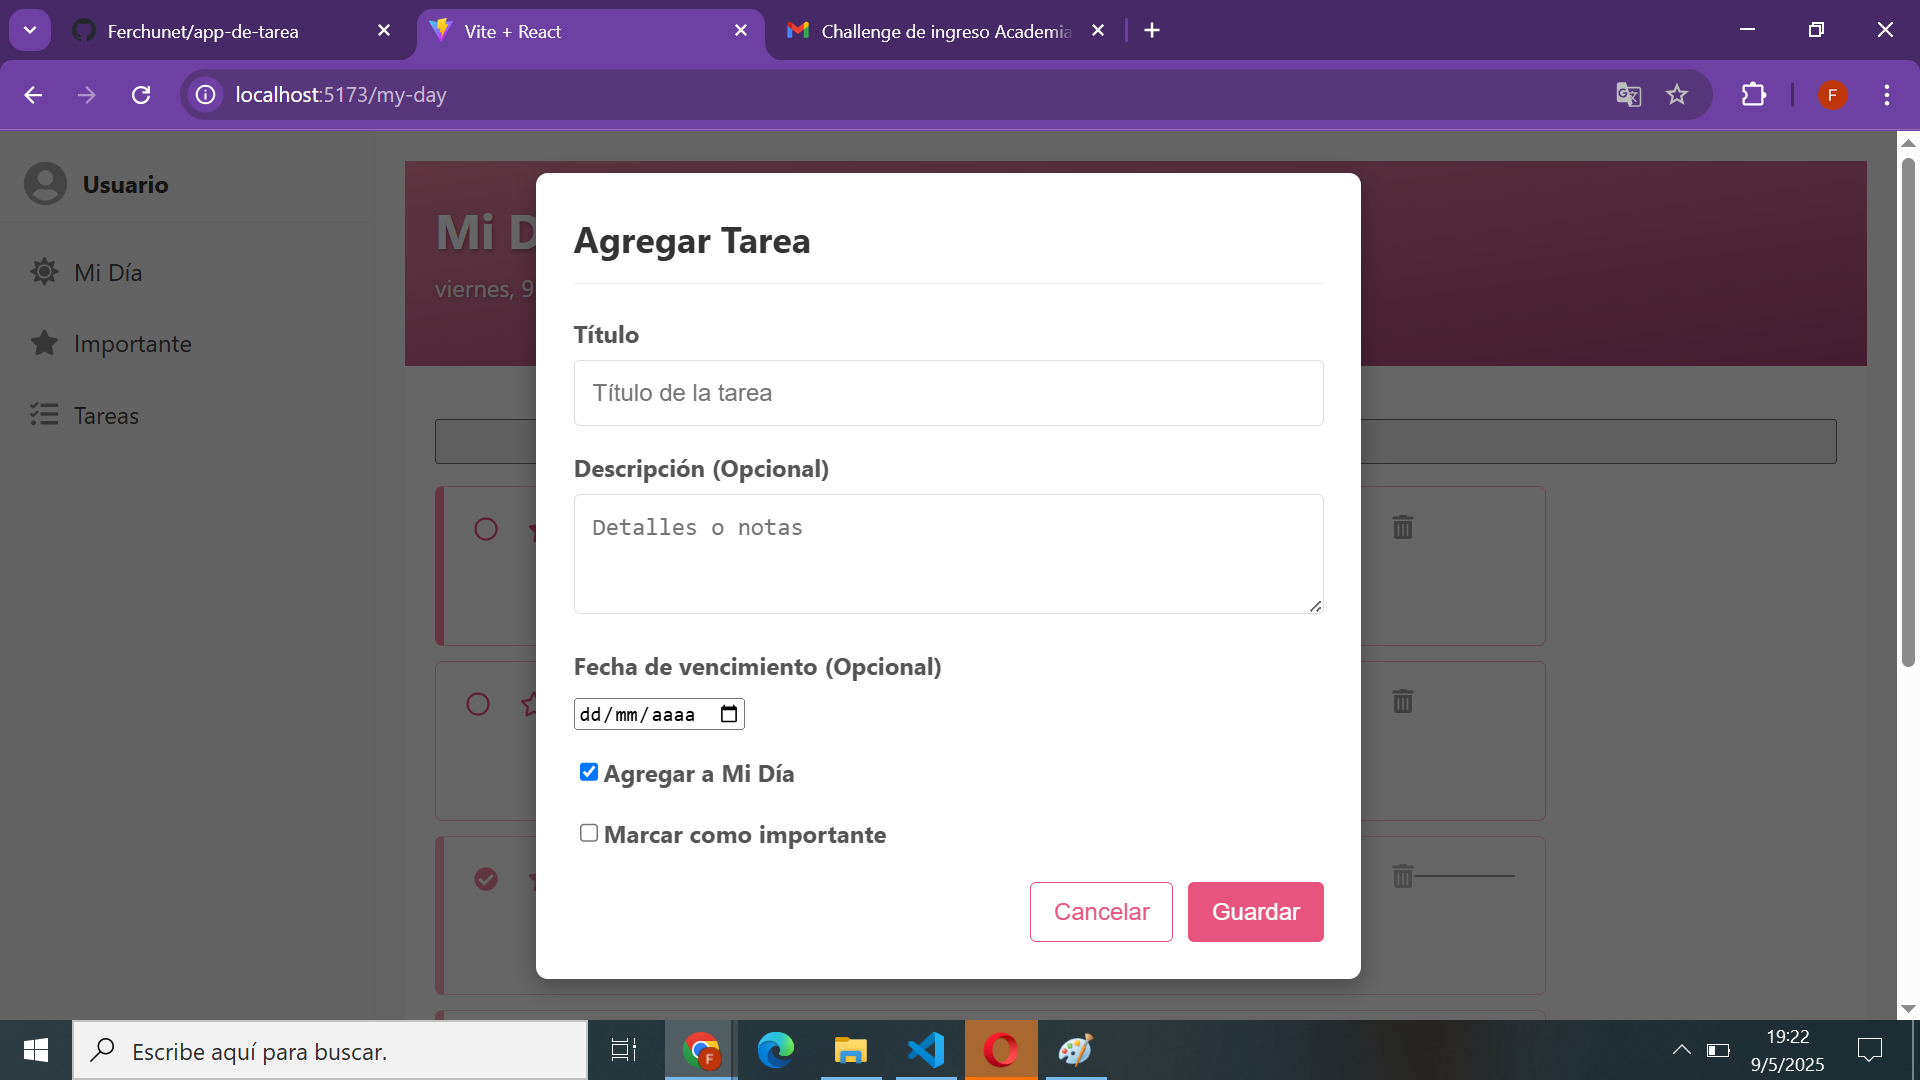 Ferchunet/app-de-tarea
Vite + React
Challenge de ingreso Academia
localhost:5173/my-day
F
Usuario
Mi Día
Importante
Tareas
Mi D
viernes, 9
Agregar Tarea
Título
Título de la tarea
Descripción (Opcional)
Detalles o notas
Fecha de vencimiento (Opcional)
dd/mm/aaaa
Agregar a Mi Día
Marcar como importante
Cancelar
Guardar
Escribe aquí para buscar.
F
19:22
9/5/2025